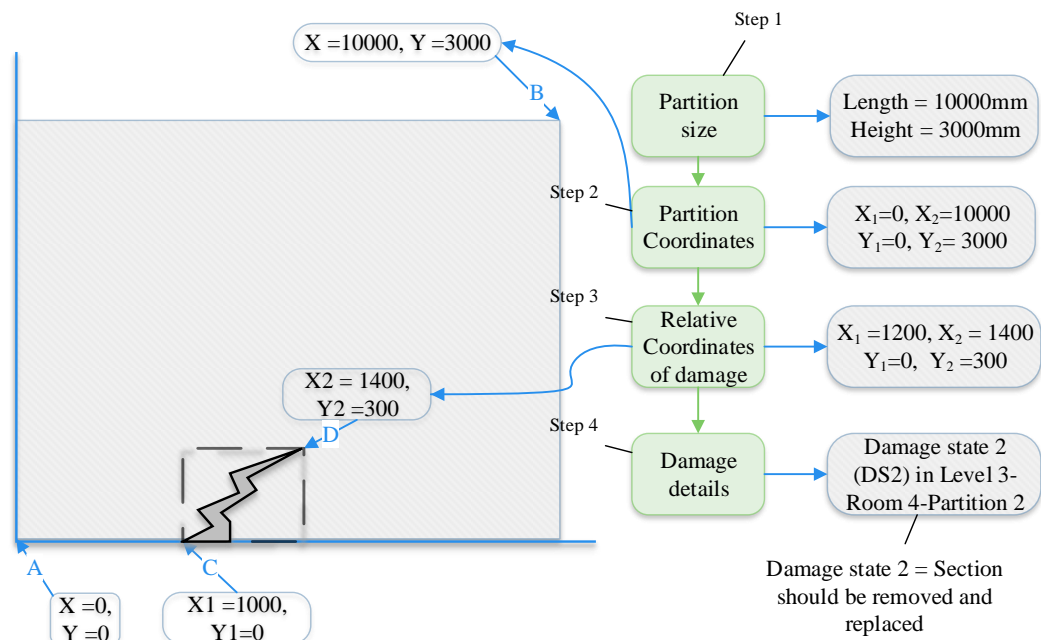 Step 1
X =10000, Y =3000
B
Partition
size
Length = 10000mm
Height = 3000mm
Step 2
Partition
Coordinates
X₁=0, X₂=10000
Y₁=0, Y₂= 3000
Step 3
Relative
Coordinates
of damage
X₁ =1200, X₂ = 1400
Y₁=0, Y₂ =300
X2 = 1400,
Y2 =300
D
Step 4
Damage
details
Damage state 2
(DS2) in Level 3-
Room 4-Partition 2
A
C
X =0,
Y =0
X1 =1000,
Y1=0
Damage state 2 = Section
should be removed and
replaced